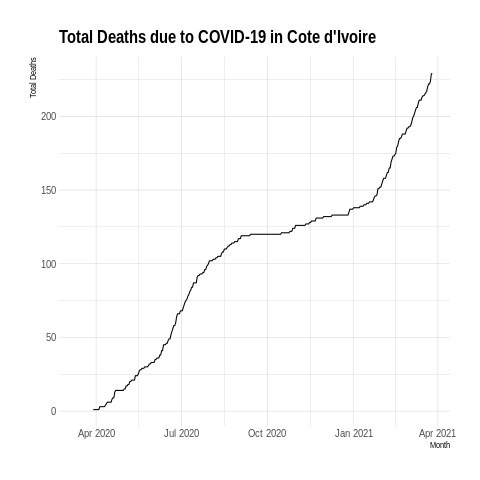 Total Deaths due to COVID-19 in Cote d'Ivoire
Total Deaths
200
150
100
50
0
Apr 2020 Jul 2020 Oct 2020 Jan 2021 Apr 2021
Month